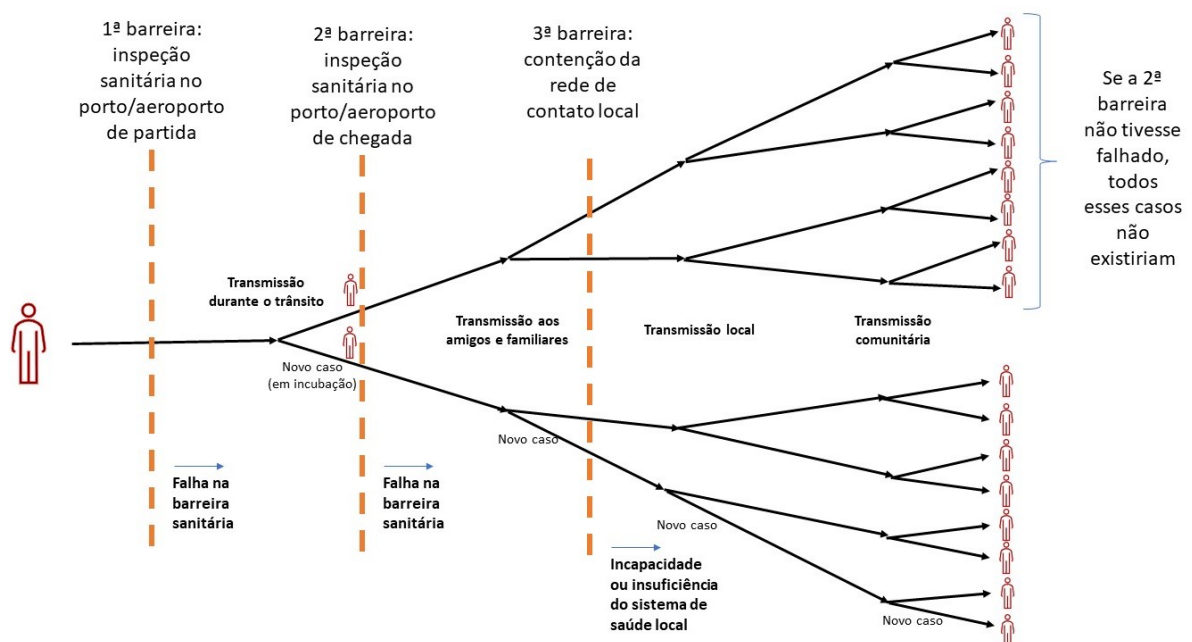 1ª barreira:
inspeção
sanitária no
porto/aeroporto
de partida
2ª barreira:
inspeção
sanitária no
porto/aeroporto
de chegada
3ª barreira:
contenção da
rede de
contato local
Se a 2ª
barreira
não tivesse
falhado,
todos
esses casos
não
existiriam
Transmissão
durante o trânsito
Transmissão aos
amigos e familiares
Transmissão local
Transmissão
comunitária
Novo caso
(em incubação)
Novo caso
Novo caso
Novo caso
Falha na
barreira
sanitária
Falha na
barreira
sanitária
Incapacidade
ou insuficiência
do sistema de
saúde local